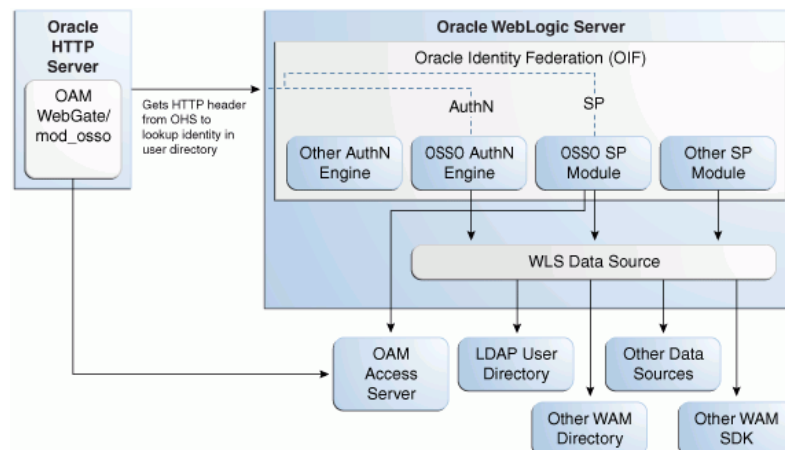 Oracle
HTTP
Server
OAM
WebGate/
mod_osso
Gets HTTP header
from OHS to
lookup identity in
user directory
Oracle WebLogic Server
Oracle Identity Federation (OIF)
AuthN
SP
Other AuthN
Engine
OSSO AuthN
Engine
OSSO SP
Module
Other SP
Module
WLS Data Source
OAM
Access
Server
LDAP User
Directory
Other Data
Sources
Other WAM
Directory
Other WAM
SDK